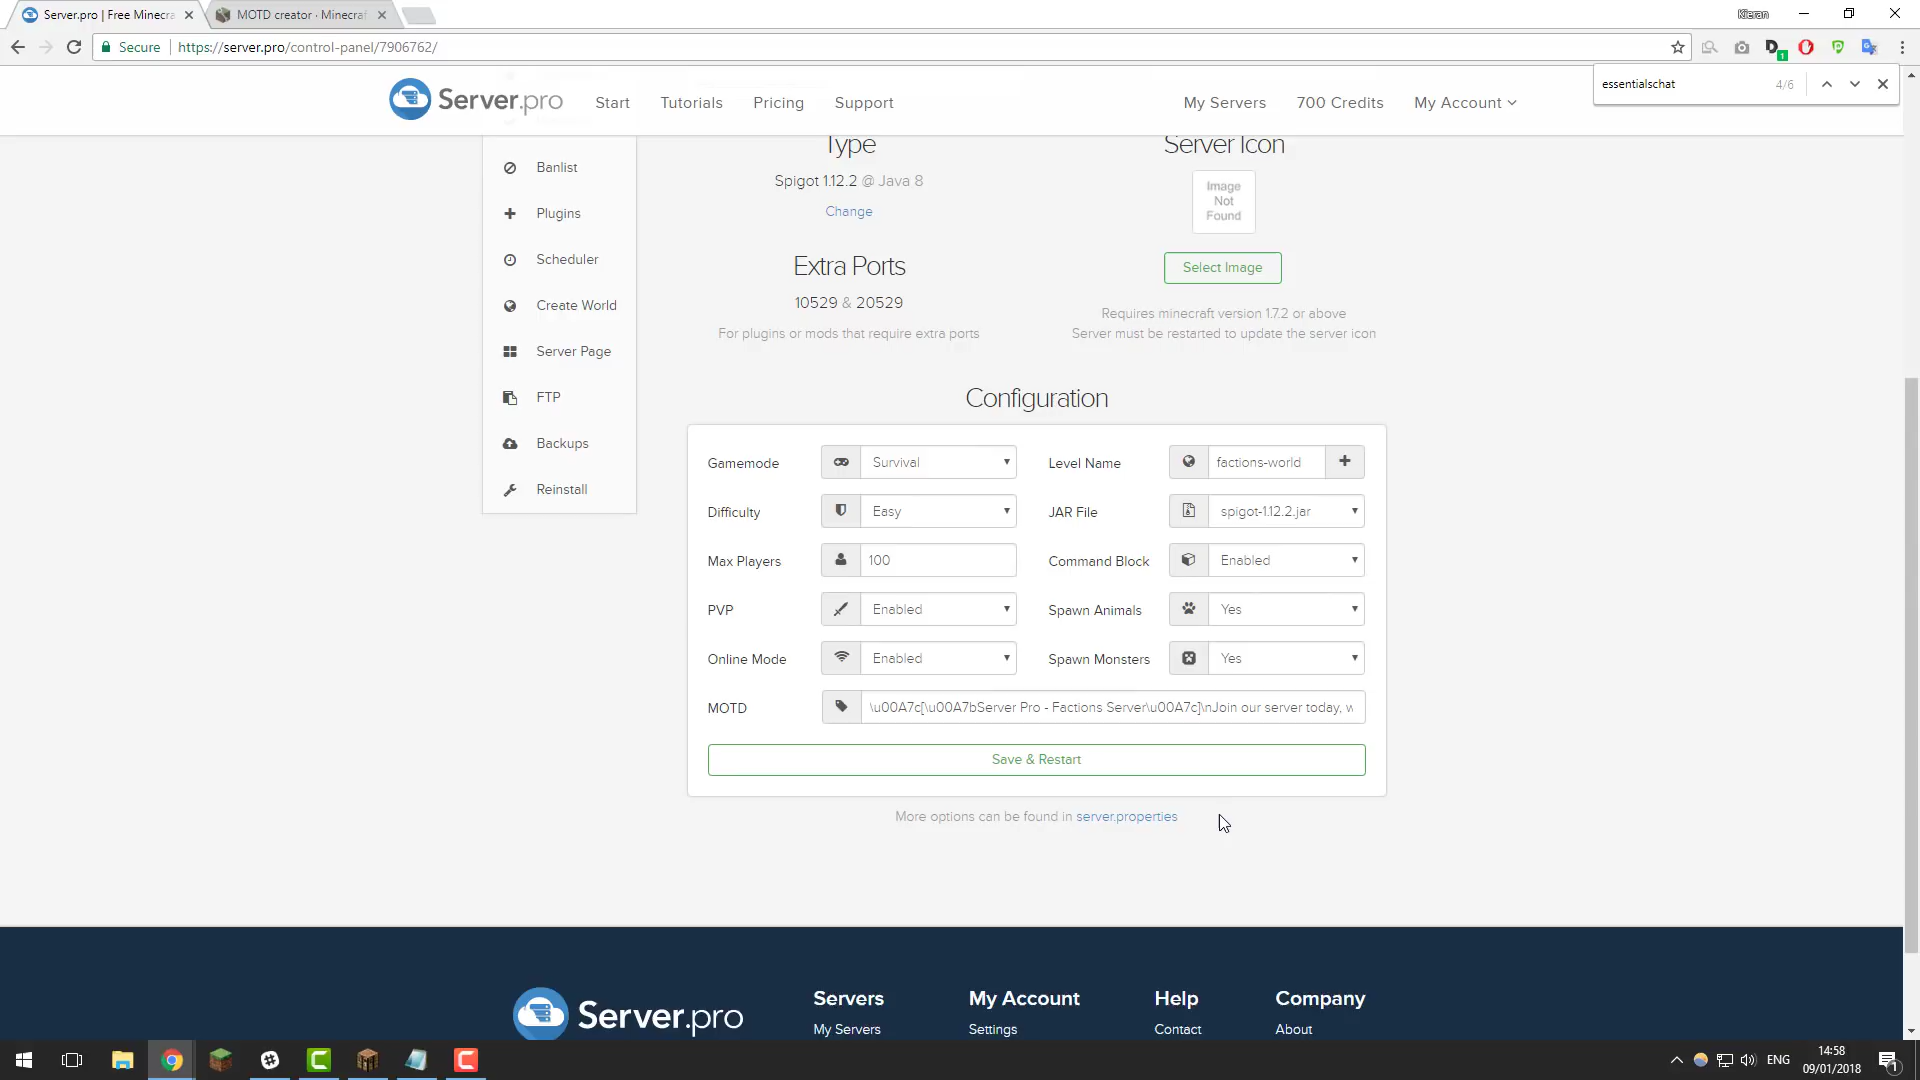 Server.pro | Free Minecra
MOTD creator · Minecraf
Kieran
Secure
https://server.pro/control-panel/7906762/
1
essentialschat
4/6
Server.pro
Start
Tutorials
Pricing
Support
My Servers
700 Credits
My Account
Banlist
Plugins
Scheduler
Create World
Server Page
FTP
Backups
Reinstall
Type
Spigot 1.12.2 @ Java 8
Change
Extra Ports
10529 & 20529
For plugins or mods that require extra ports
Server Icon
Image
Not
Found
Select Image
Requires minecraft version 1.7.2 or above
Server must be restarted to update the server icon
Configuration
Gamemode
Survival
Level Name
factions-world
Difficulty
Easy
JAR File
spigot-1.12.2.jar
Max Players
100
Command Block
Enabled
PVP
Enabled
Spawn Animals
Yes
Online Mode
Enabled
Spawn Monsters
Yes
MOTD
\u00A7c[\u00A7bServer Pro - Factions Server\u00A7c]\nJoin our server today, w
Save & Restart
More options can be found in server.properties
Server.pro
Servers
My Servers
My Account
Settings
Help
Contact
Company
About
ENG
14:58
09/01/2018
1